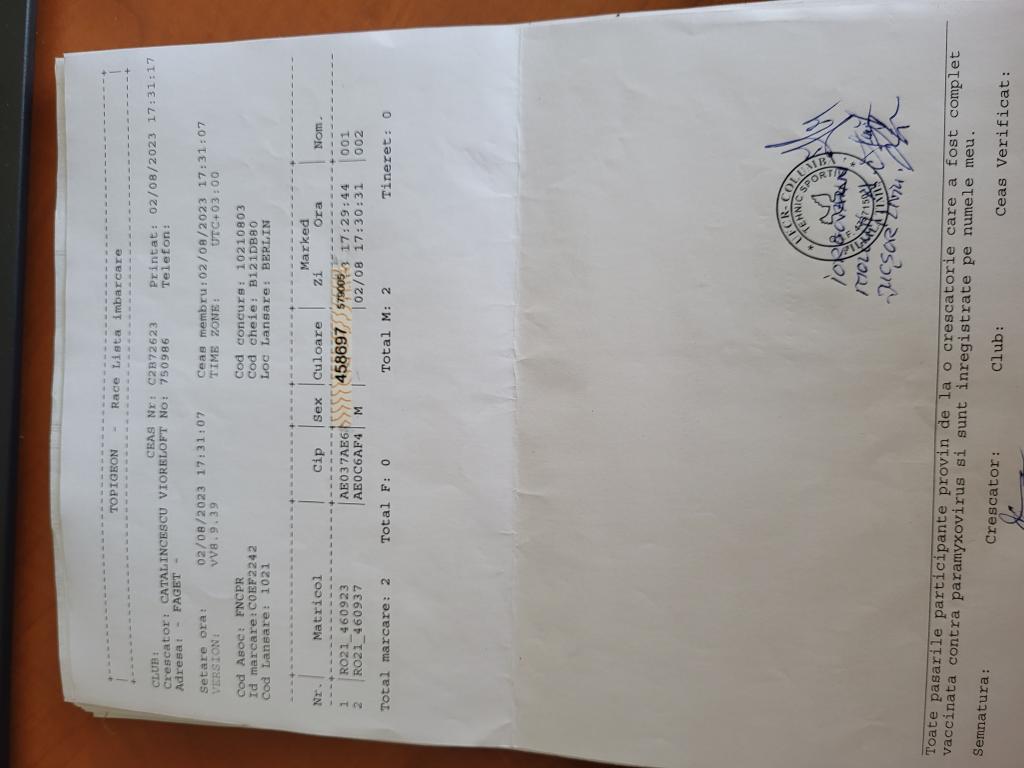 TOPIGEON - Race Lista imbarcare
CLUB: CEAS Nr: C2B72623 Printat: 02/08/2023 17:31:17
Crescator: CATALINCESCU VIORELOFT No: 750986 Telefon:
Adresa: - FAGET -
Setare ora: 02/08/2023 17:31:07 Ceas membru:02/08/2023 17:31:07
VERSION: VV8.9.39 TIME ZONE: UTC+03:00
Cod Asoc: FNCPR Cod concurs: 10210803
Id marcare:C0EF2242 Cod cheie: B121DB80
Cod Lansare: 1021 Loc Lansare: BERLIN
Marked
Nr.| Matricol | Cip |Sex |Culoare | Zi Ora | Nom.
1 |RO21_460923 |AE037AE6 458697 17:29:44 |001
2 |RO21_460937 |AE0C6AF4| M | |02/08 17:30:31 |002
Total marcare: 2 Total F: 0 Total M: 2 Tineret: 0
UFCR-COLUMBA
TEHNIC SPORTIV
Toate pasarile participante provin de la o crescatorie care a fost complet
vaccinata contra paramyxovirus si sunt inregistrate pe numele meu.
Semnatura: Crescator: Club: Ceas Verificat: